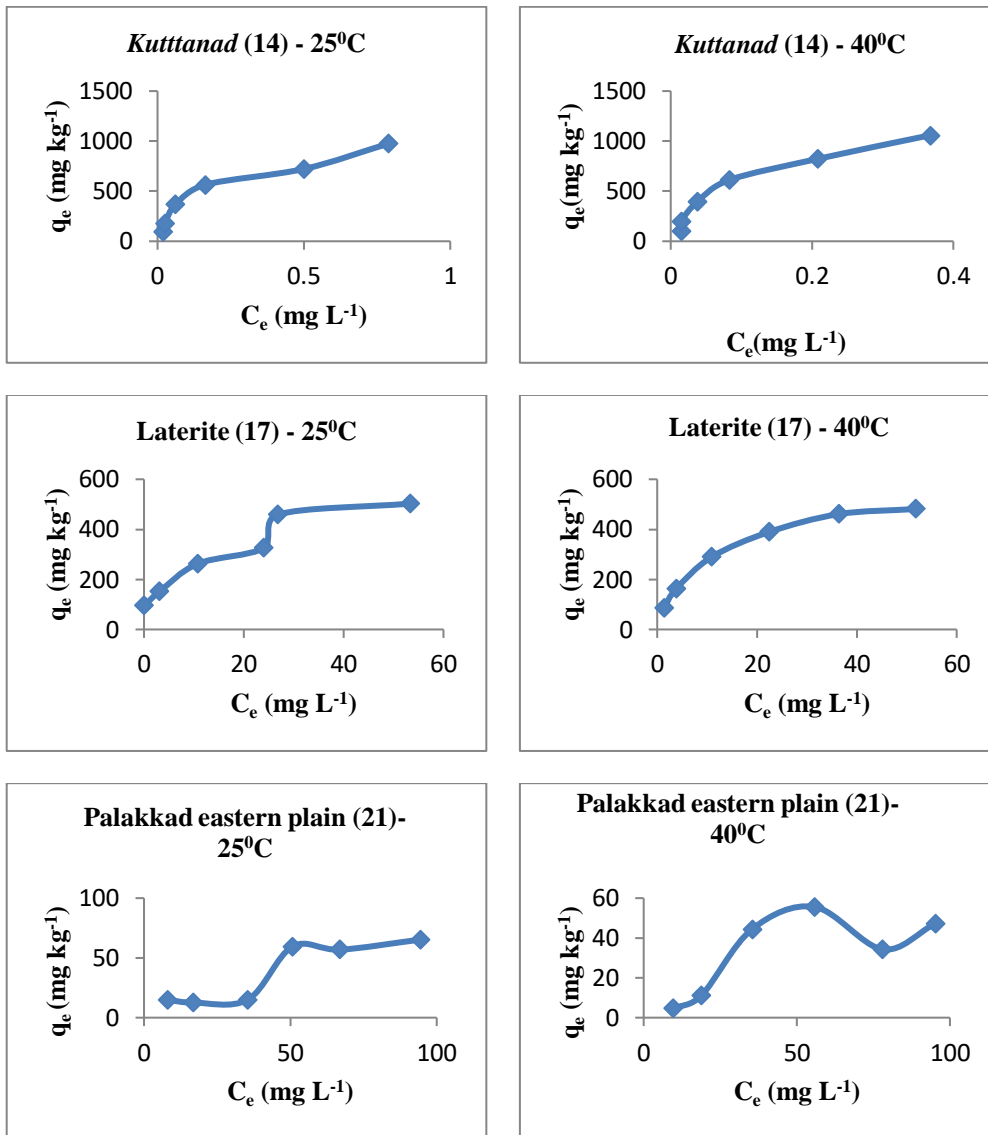 Kutttanad (14) - 25⁰C
qₑ (mg kg⁻¹)
1500
1000
500
0
0 0.5 1
Cₑ (mg L⁻¹)
Kuttanad (14) - 40⁰C
qₑ(mg kg⁻¹)
1500
1000
500
0
0 0.2 0.4
Cₑ(mg L⁻¹)
Laterite (17) - 25⁰C
qₑ (mg kg⁻¹)
600
400
200
0
0 20 40 60
Cₑ (mg L⁻¹)
Laterite (17) - 40⁰C
qₑ (mg kg⁻¹)
600
400
200
0
0 20 40 60
Cₑ (mg L⁻¹)
Palakkad eastern plain (21)-
25⁰C
qₑ (mg kg⁻¹)
100
50
0
0 50 100
Cₑ (mg L⁻¹)
Palakkad eastern plain (21)-
40⁰C
qₑ (mg kg⁻¹)
60
40
20
0
0 50 100
Cₑ (mg L⁻¹)